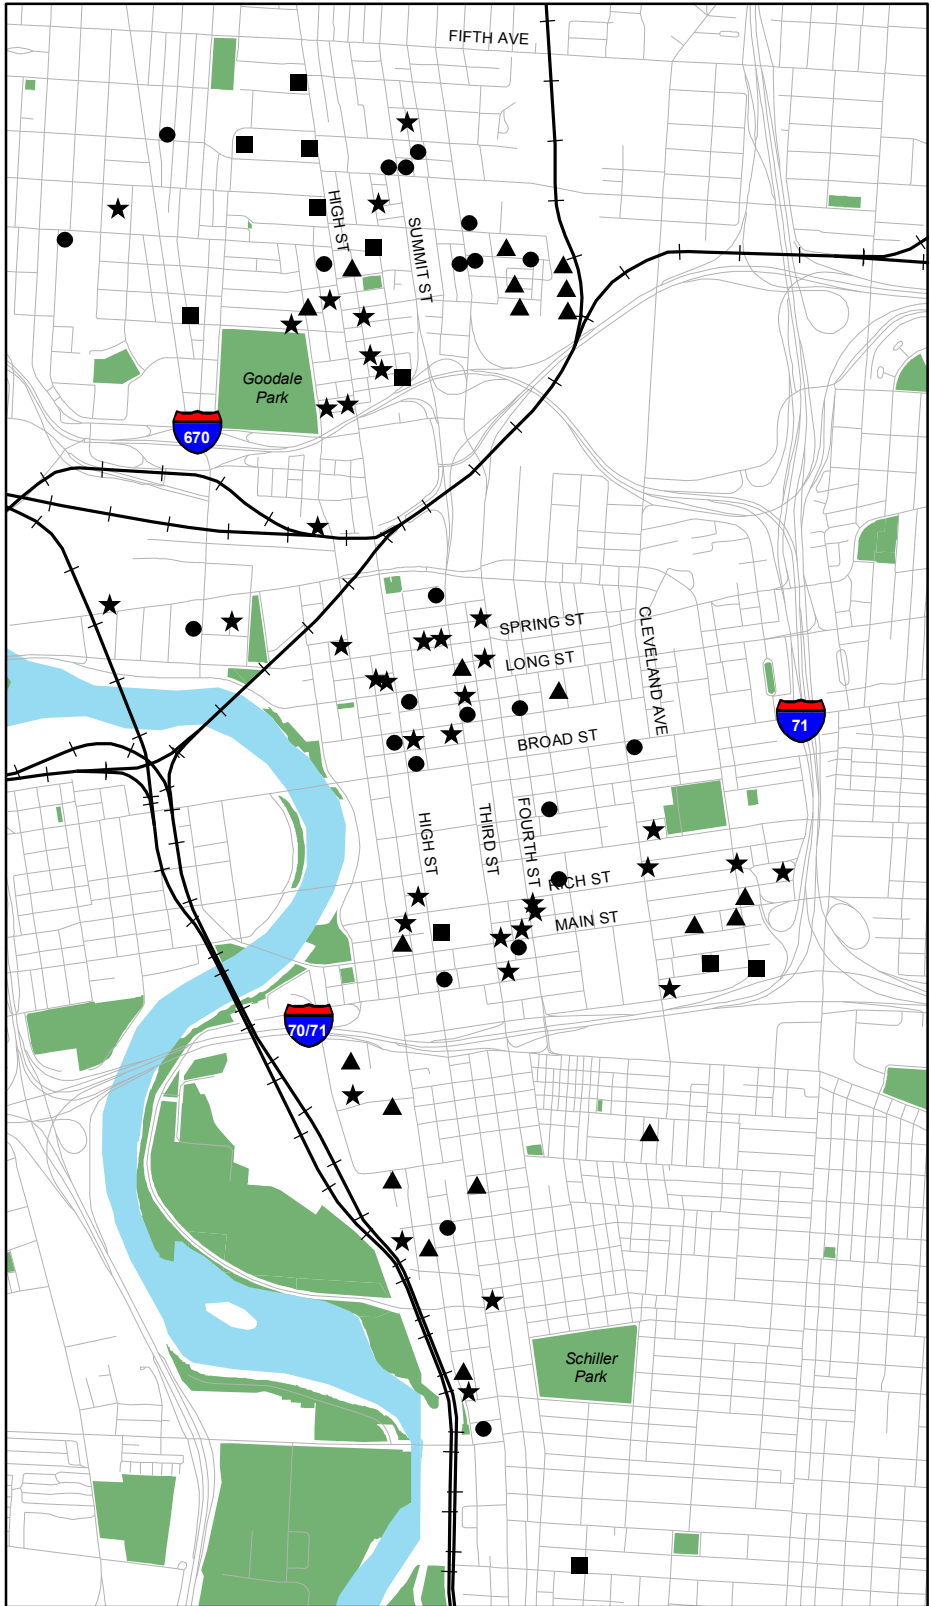 FIFTH AVE
HIGH ST
SUMMIT ST
Goodale
Park
670
SPRING ST
LONG ST
CLEVELAND AVE
71
BROAD ST
HIGH ST
THIRD ST
FOURTH ST
RICH ST
MAIN ST
70/71
Schiller
Park